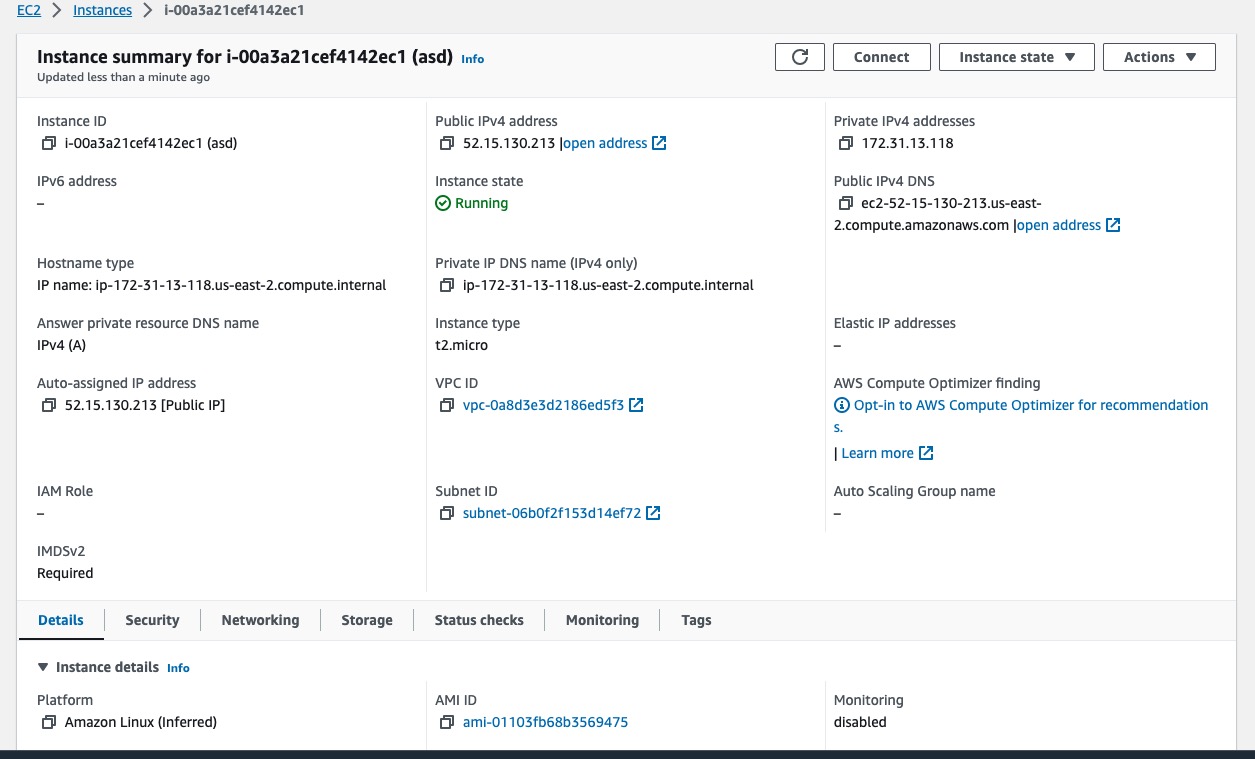 EC2 > Instances > i-00a3a21cef4142ec1
Instance summary for i-00a3a21cef4142ec1 (asd) Info
Updated less than a minute ago
Connect
Instance state
Actions
Instance ID
i-00a3a21cef4142ec1 (asd)
Public IPv4 address
52.15.130.213 |open address
Private IPv4 addresses
172.31.13.118
IPv6 address
–
Instance state
Running
Public IPv4 DNS
ec2-52-15-130-213.us-east-
2.compute.amazonaws.com |open address
Hostname type
IP name: ip-172-31-13-118.us-east-2.compute.internal
Private IP DNS name (IPv4 only)
ip-172-31-13-118.us-east-2.compute.internal
Answer private resource DNS name
IPv4 (A)
Instance type
t2.micro
Elastic IP addresses
–
Auto-assigned IP address
52.15.130.213 [Public IP]
VPC ID
vpc-0a8d3e3d2186ed5f3
AWS Compute Optimizer finding
Opt-in to AWS Compute Optimizer for recommendation
s.
| Learn more
IAM Role
–
Subnet ID
subnet-06b0f2f153d14ef72
Auto Scaling Group name
–
IMDSv2
Required
Details
Security
Networking
Storage
Status checks
Monitoring
Tags
Instance details Info
Platform
Amazon Linux (Inferred)
AMI ID
ami-01103fb68b3569475
Monitoring
disabled